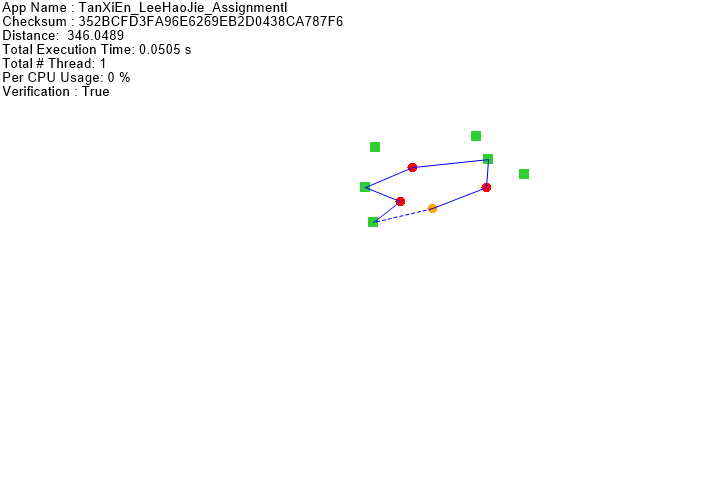 App Name : TanXiEn_LeeHaoJie_AssignmentI
Checksum : 352BCFD3FA96E6269EB2D0438CA787F6
Distance:  346.0489
Total Execution Time: 0.0505 s
Total # Thread: 1
Per CPU Usage: 0 %
Verification : True